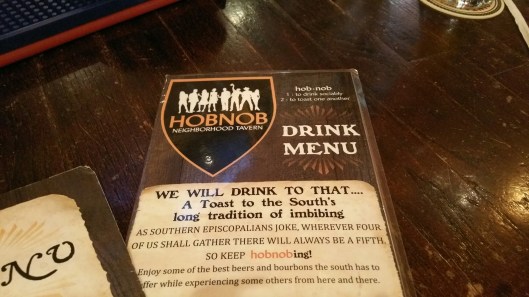 HOBNOB
NEIGHBORHOOD TAVERN
hob·nob
1 - to drink sociably
2 - to toast one another
DRINK
MENU
WE WILL DRINK TO THAT....
A Toast to the South's
long tradition of imbibing
AS SOUTHERN EPISCOPALIANS JOKE, WHEREVER FOUR
OF US SHALL GATHER THERE WILL ALWAYS BE A FIFTH.
SO KEEP hobnobing!
Enjoy some of the best beers and bourbons the south has to
offer while experiencing some others from here and there.
NU